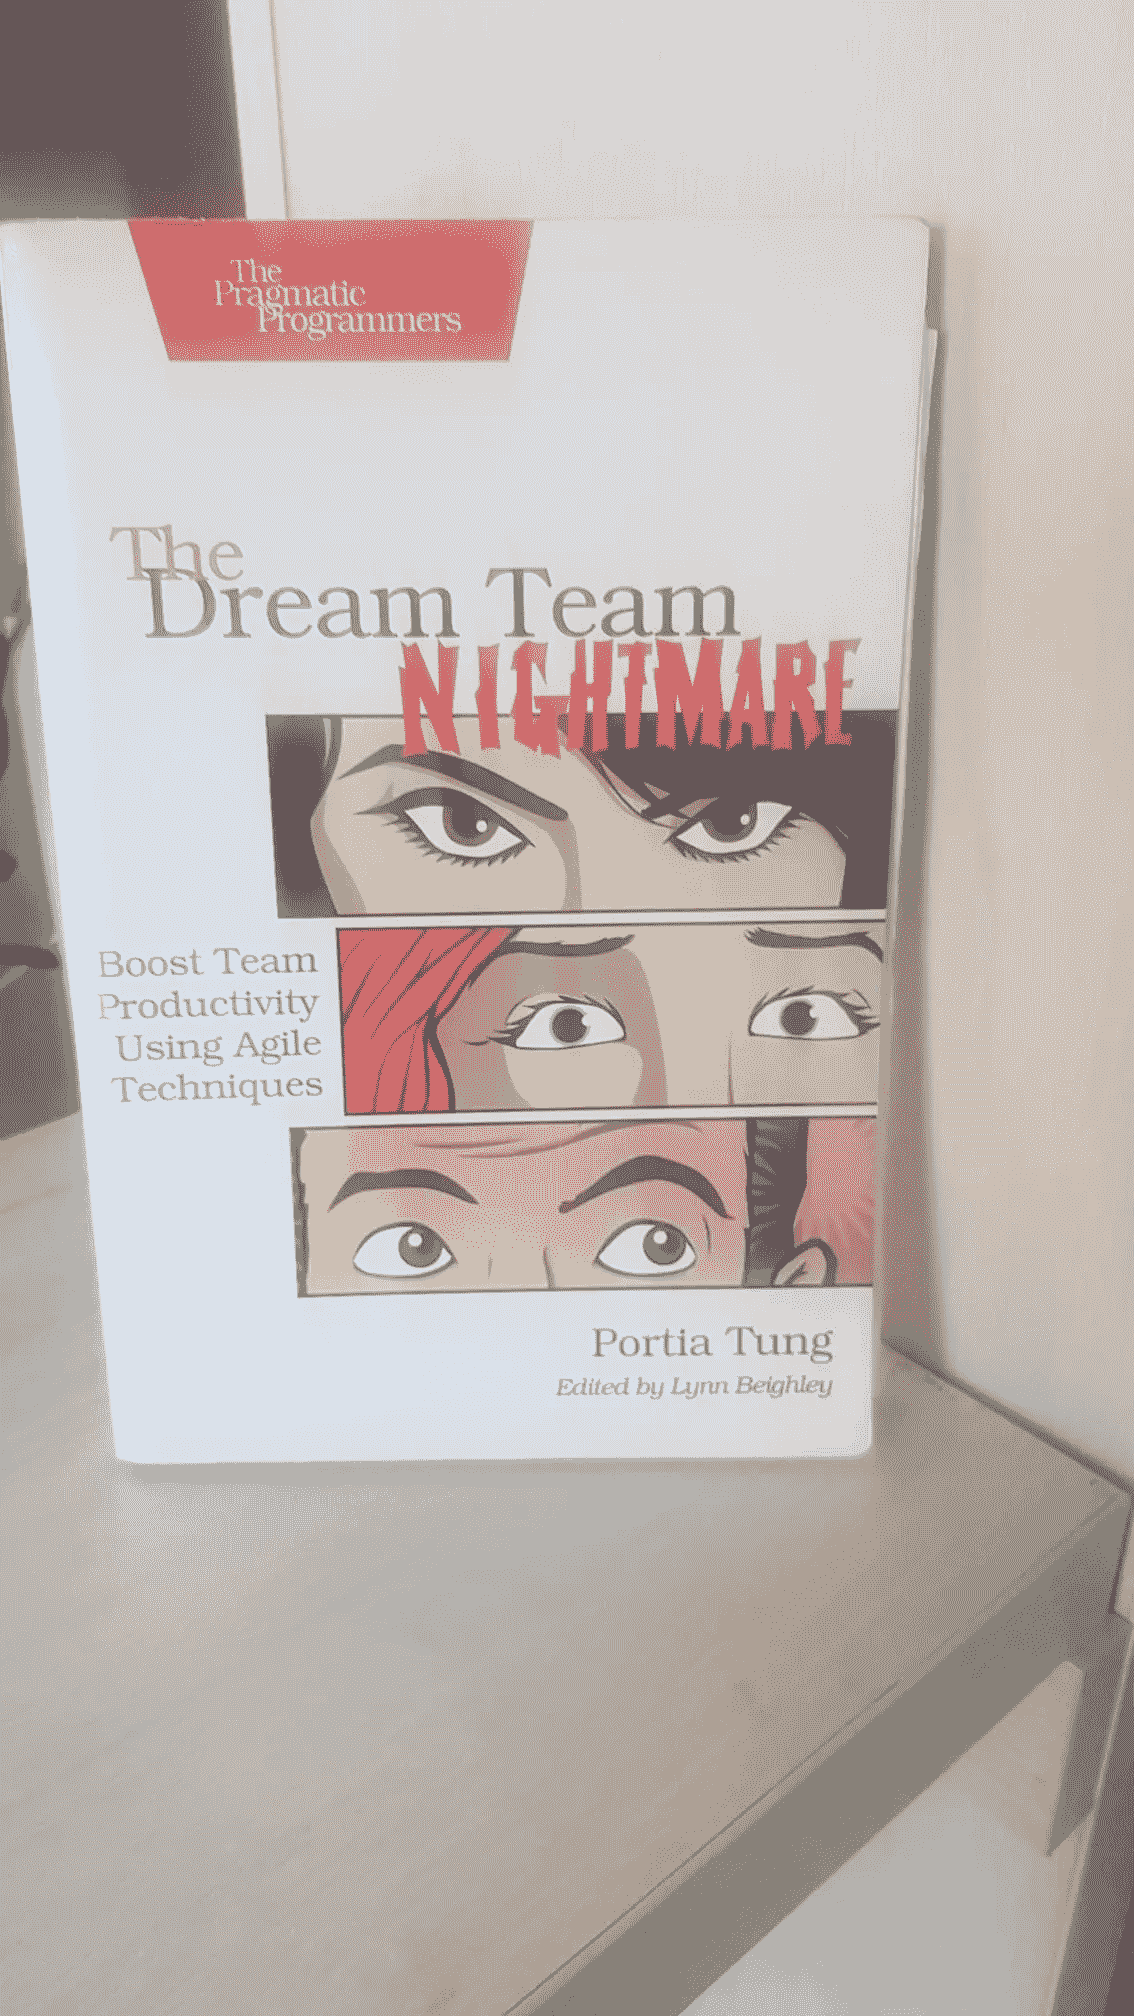 The
Pragmatic
Programmers
The
Dream Team
NIGHTMARE
Boost Team
Productivity
Using Agile
Techniques
Portia Tung
Edited by Lynn Beighley